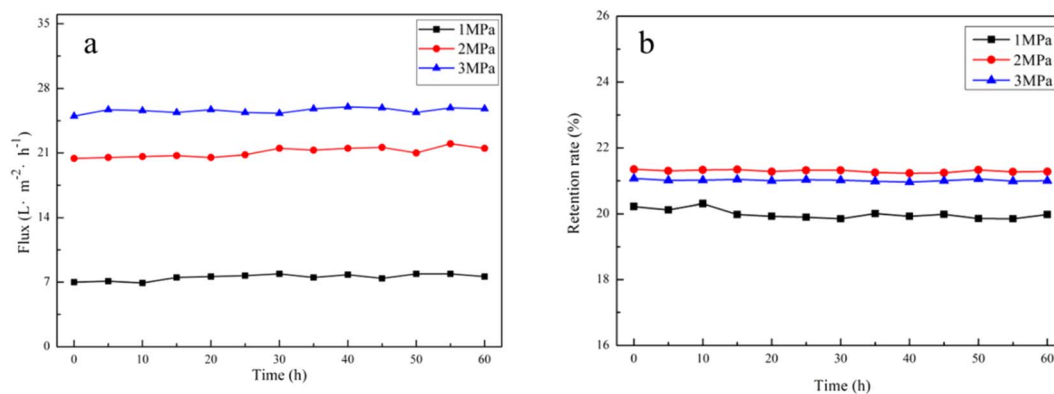 a
1MPa
2MPa
3MPa
35
28
21
14
7
0
Flux (L· m⁻²· h⁻¹)
0 10 20 30 40 50 60
Time (h)
b
1MPa
2MPa
3MPa
26
24
22
20
18
16
Retention rate (%)
0 10 20 30 40 50 60
Time (h)